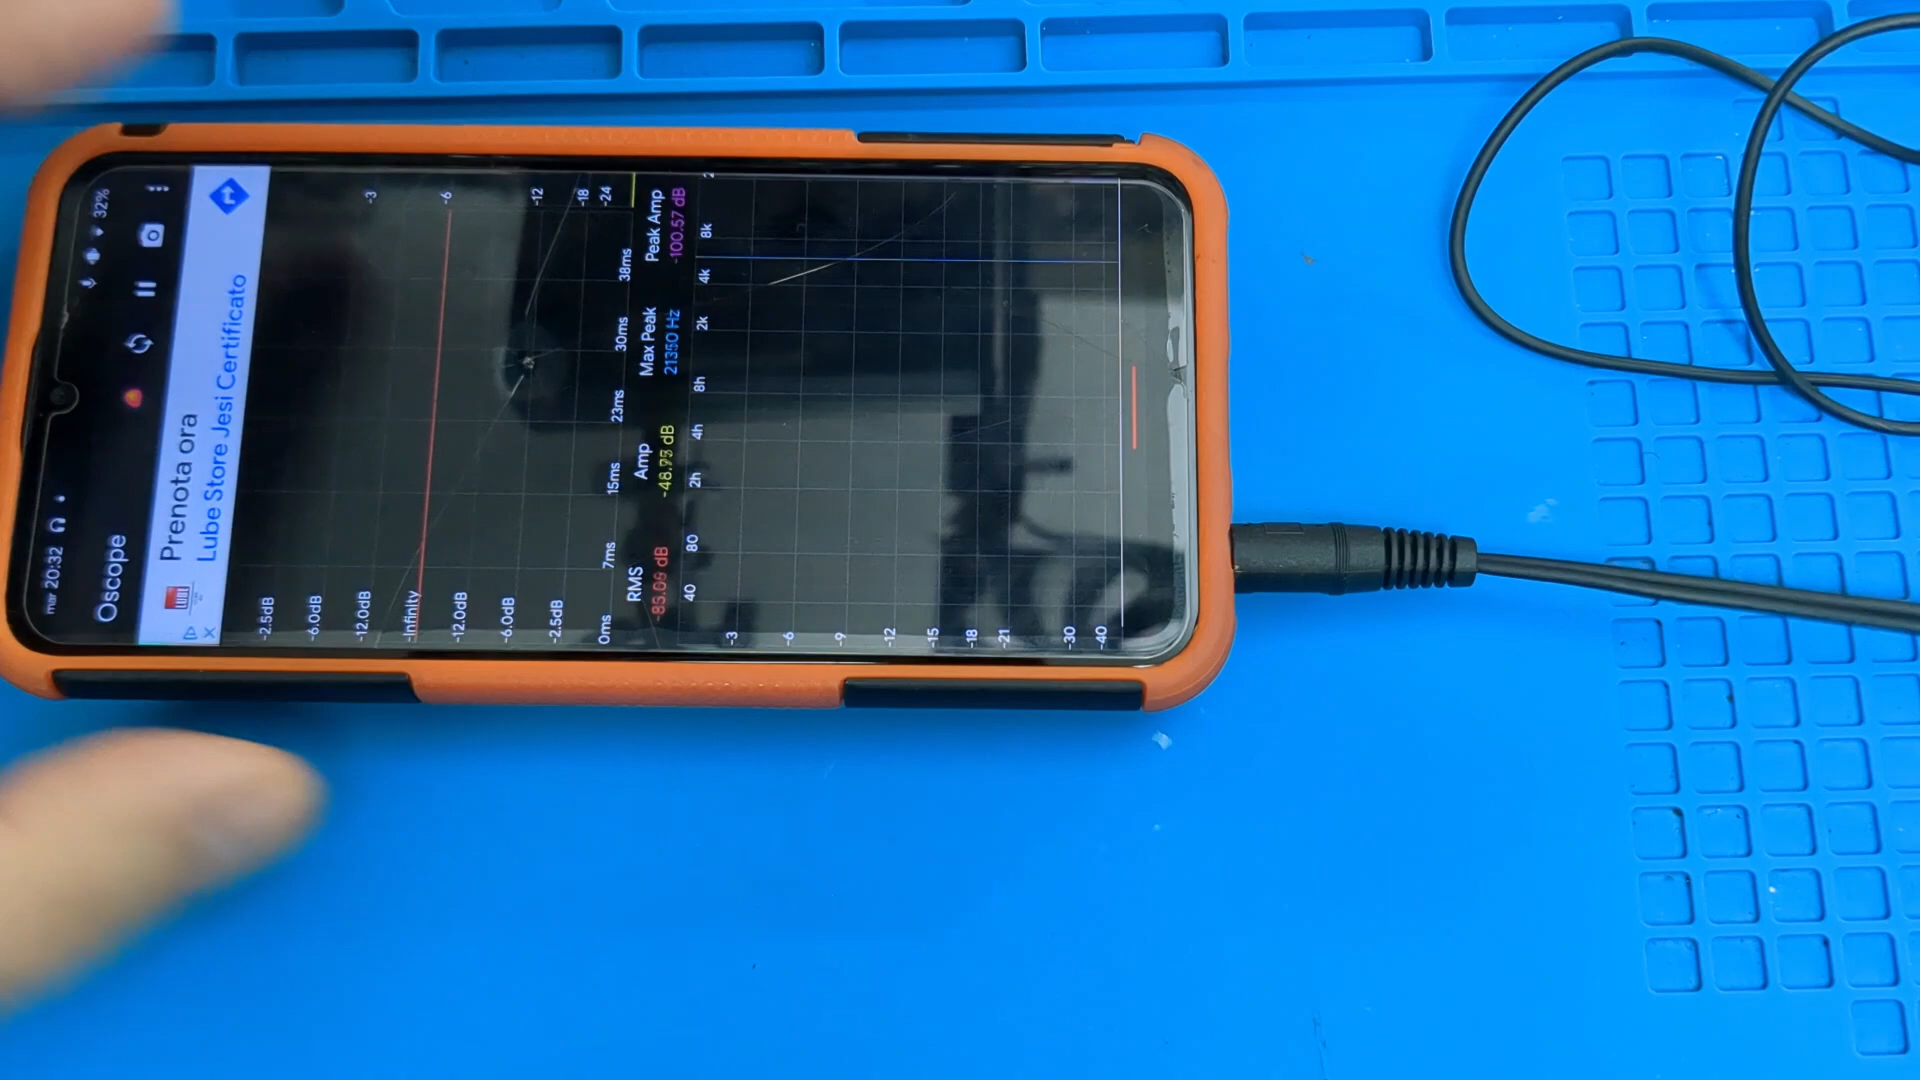 mar 20:32
32%
Oscope
Prenota ora
Lube Store Jesi Certificato
-2.5dB
-6.0dB
-12.0dB
-Infinity
-12.0dB
-6.0dB
-2.5dB
-3
-6
-12
-18
-24
0ms 7ms 15ms 23ms 30ms 38ms
RMS Amp Max Peak Peak Amp
dB -48. dB 21350 Hz -100.57 dB
40 80 2h 4h 8h 2k 4k 8k 2
-3
-6
-9
-12
-15
-18
-21
-30
-40